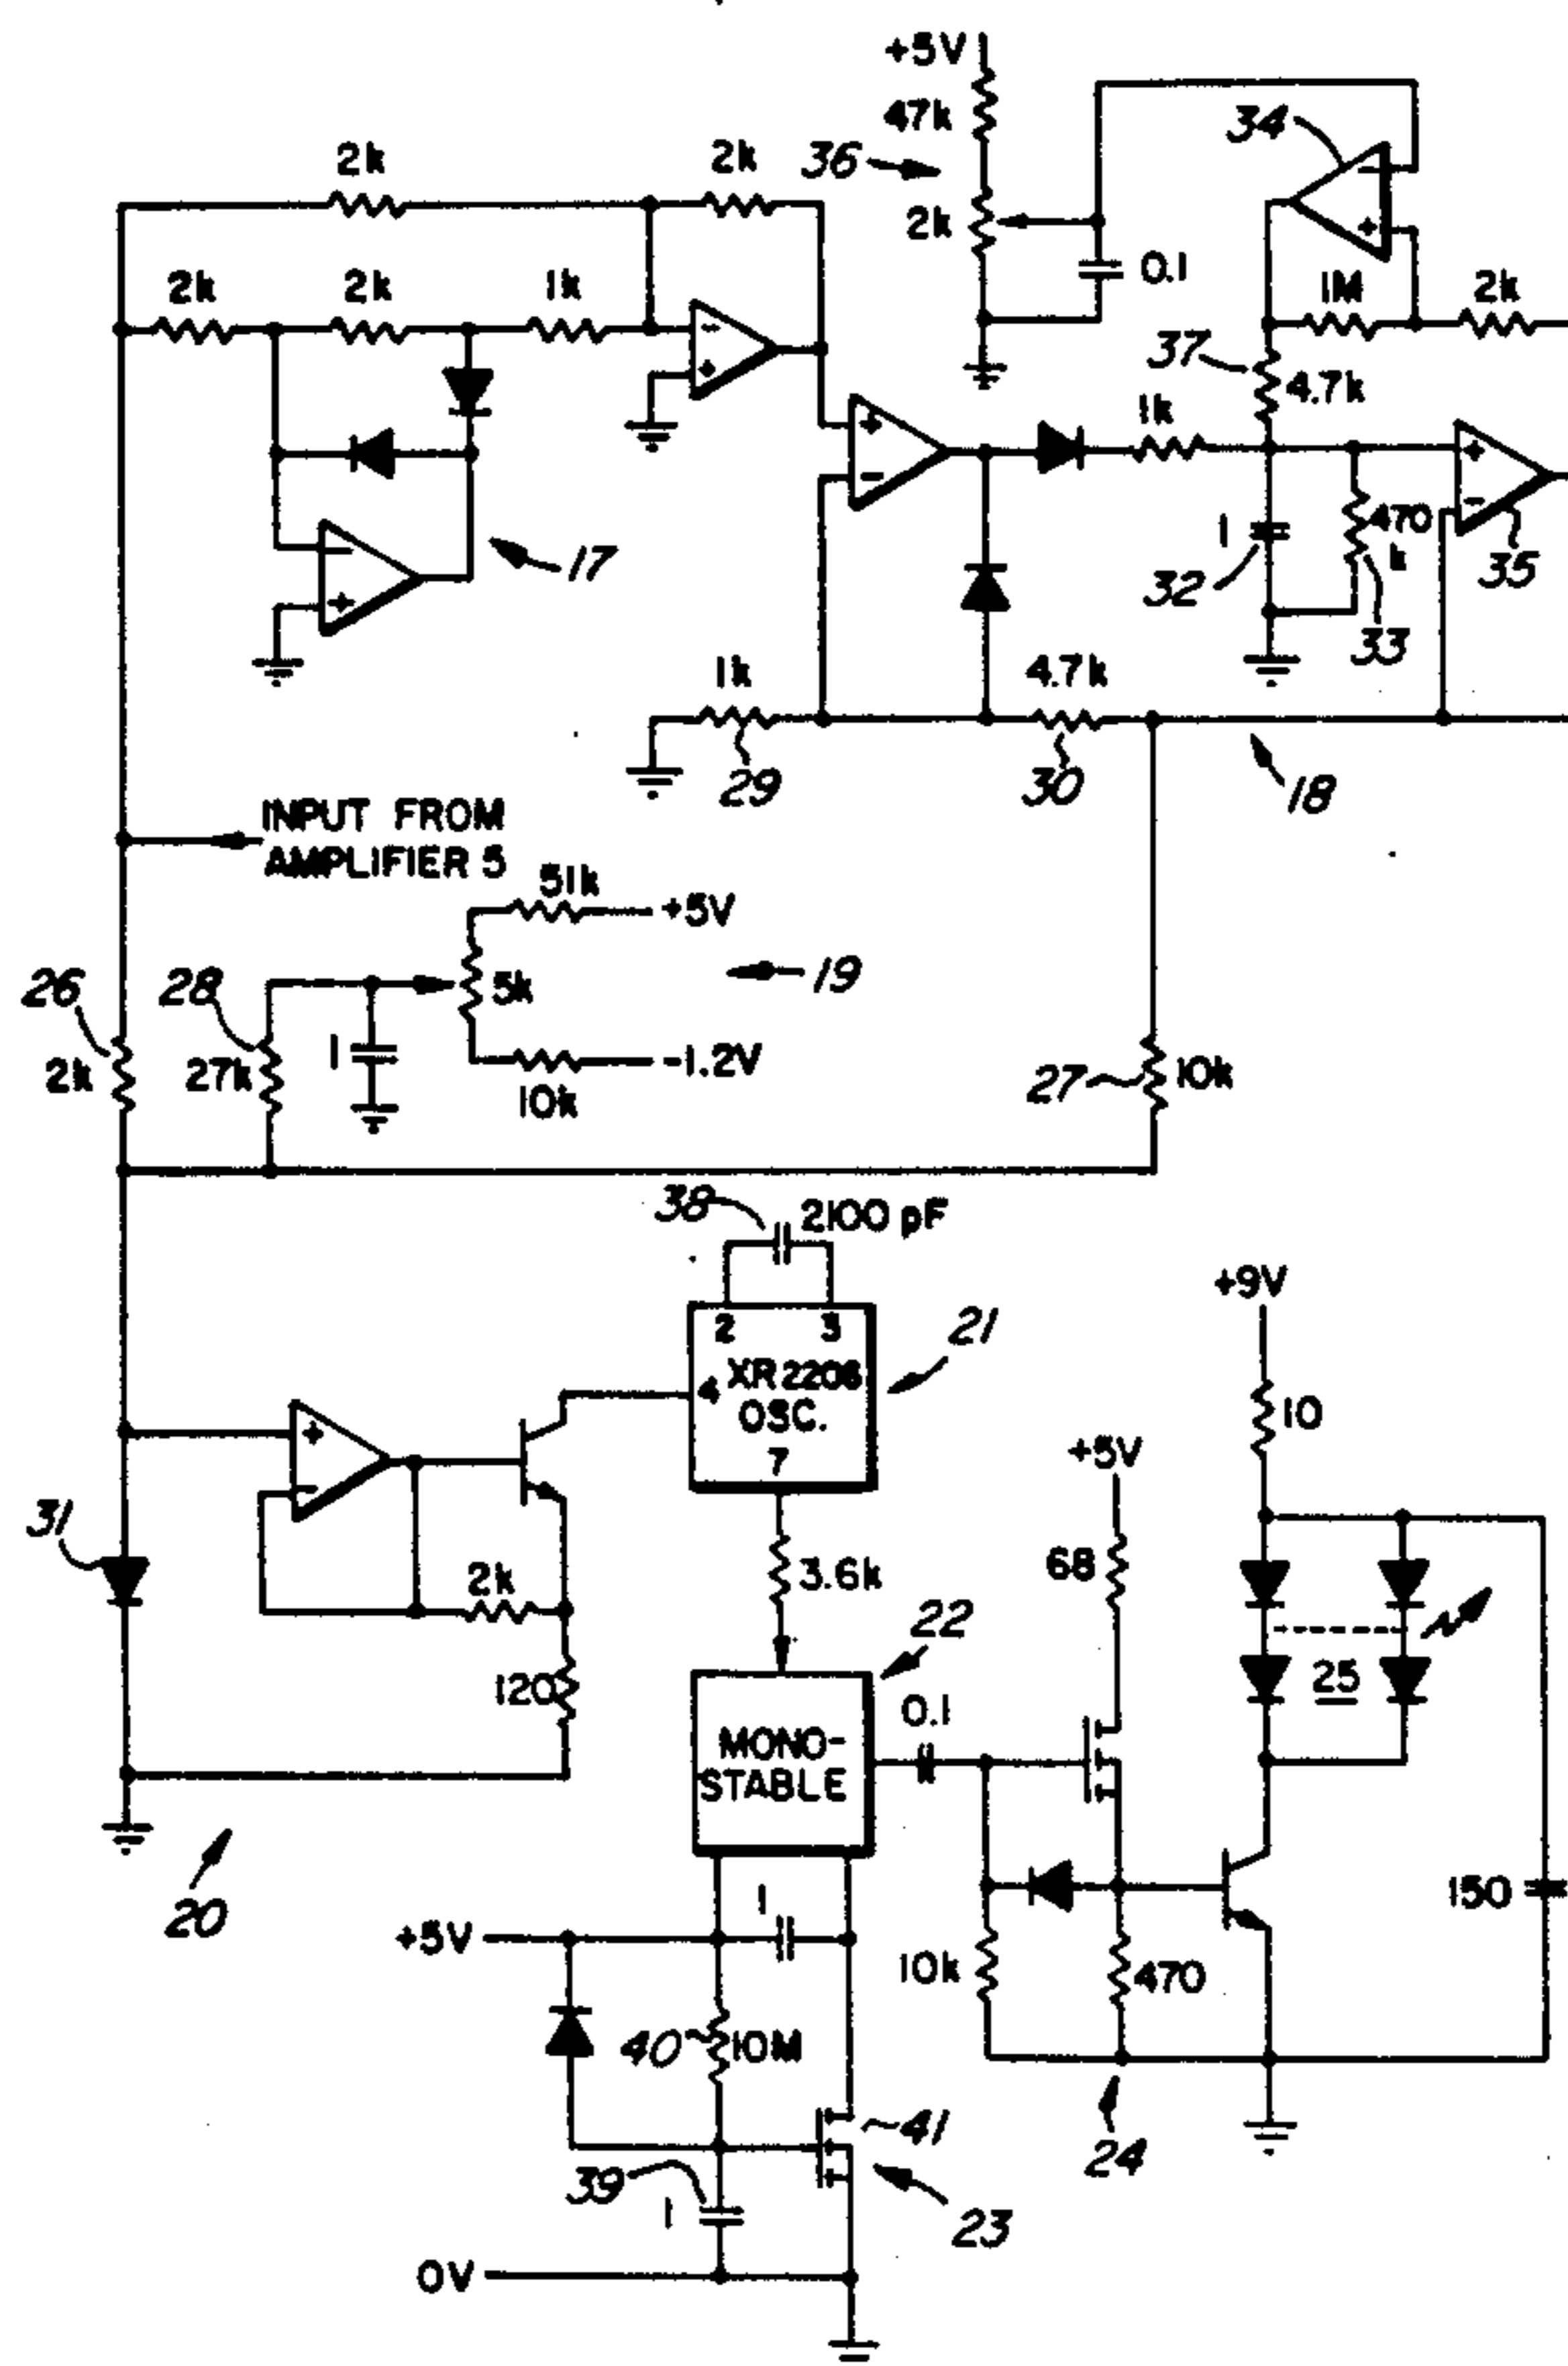 +5V
47k
34
2k
2k
36
2k
0.1
2k
2k
1k
1M
2k
37
4.7k
1k
17
1
470
k
32
35
33
1k
4.7k
29
30
18
INPUT FROM
AMPLIFIER 5
51k
+5V
26
28
5k
19
2k
27k
1
-1.2V
10k
27
10k
38
2100 pF
+9V
2
3
21
4
XR2206
OSC.
7
10
+5V
31
2k
3.6k
68
22
120
25
0.1
MONO-
STABLE
20
1
150
+5V
10k
470
40
10M
41
24
39
1
23
0V